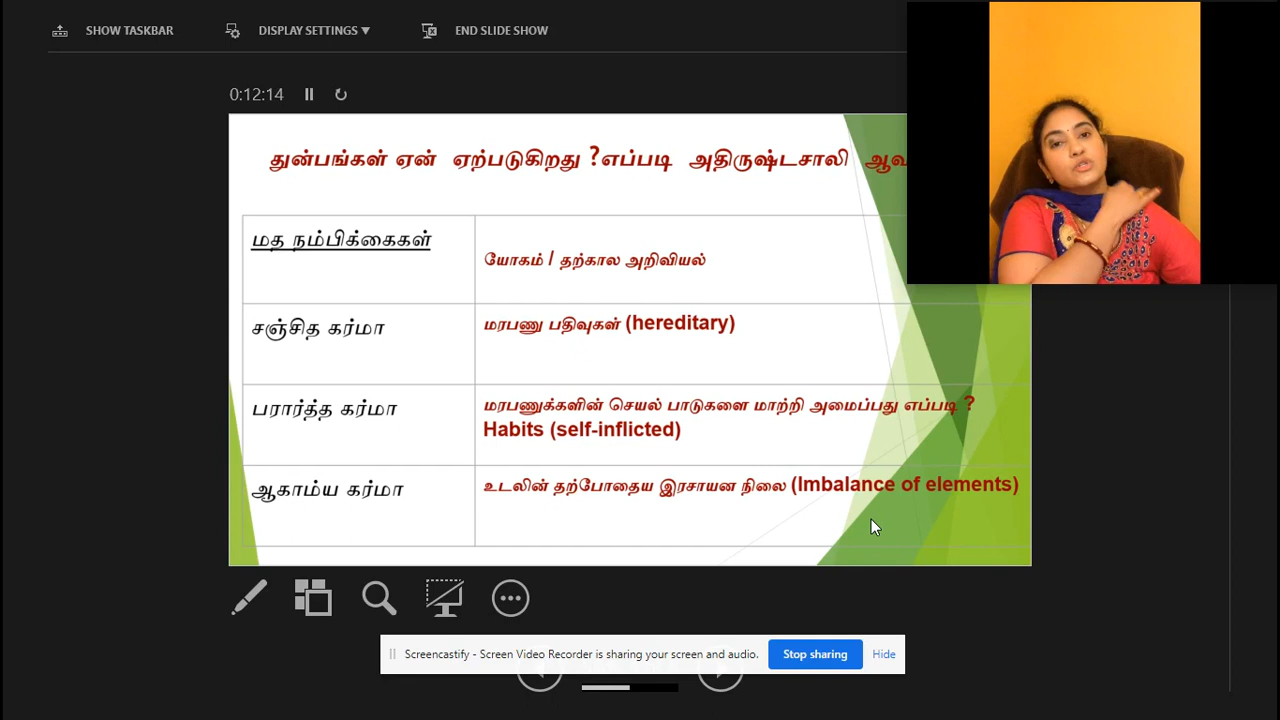 SHOW TASKBAR DISPLAY SETTINGS ▾ END SLIDE SHOW
0:12:14
துன்பங்கள் ஏன் ஏற்படுகிறது ?எப்படி அதிருஷ்டசாலி
மத நம்பிக்கைகள்
யோகம் / தற்கால அறிவியல்
சஞ்சித கர்மா
மரபணு பதிவுகள் (hereditary)
பரார்த்த கர்மா
மரபணுக்களின் செயல் பாடுகளை மாற்றி அமைப்பது எப்படி ?
Habits (self-inflicted)
ஆகாம்ய கர்மா
உடலின் தற்போதைய இரசாயன நிலை (Imbalance of elements)
Screencastify - Screen Video Recorder is sharing your screen and audio. Stop sharing Hide